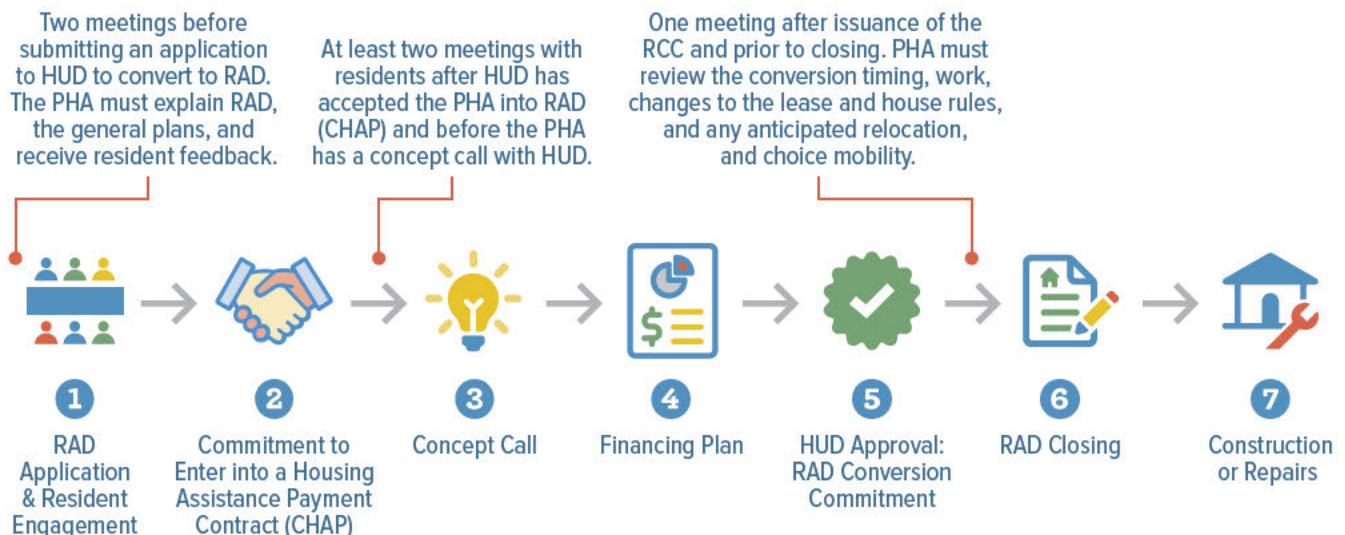 Two meetings before
submitting an application
to HUD to convert to RAD.
The PHA must explain RAD,
the general plans, and
receive resident feedback.
At least two meetings with
residents after HUD has
accepted the PHA into RAD
(CHAP) and before the PHA
has a concept call with HUD.
One meeting after issuance of the
RCC and prior to closing. PHA must
review the conversion timing, work,
changes to the lease and house rules,
and any anticipated relocation,
and choice mobility.
$
1
RAD
Application
& Resident
Engagement
2
Commitment to
Enter into a Housing
Assistance Payment
Contract (CHAP)
3
Concept Call
4
Financing Plan
5
HUD Approval:
RAD Conversion
Commitment
6
RAD Closing
7
Construction
or Repairs